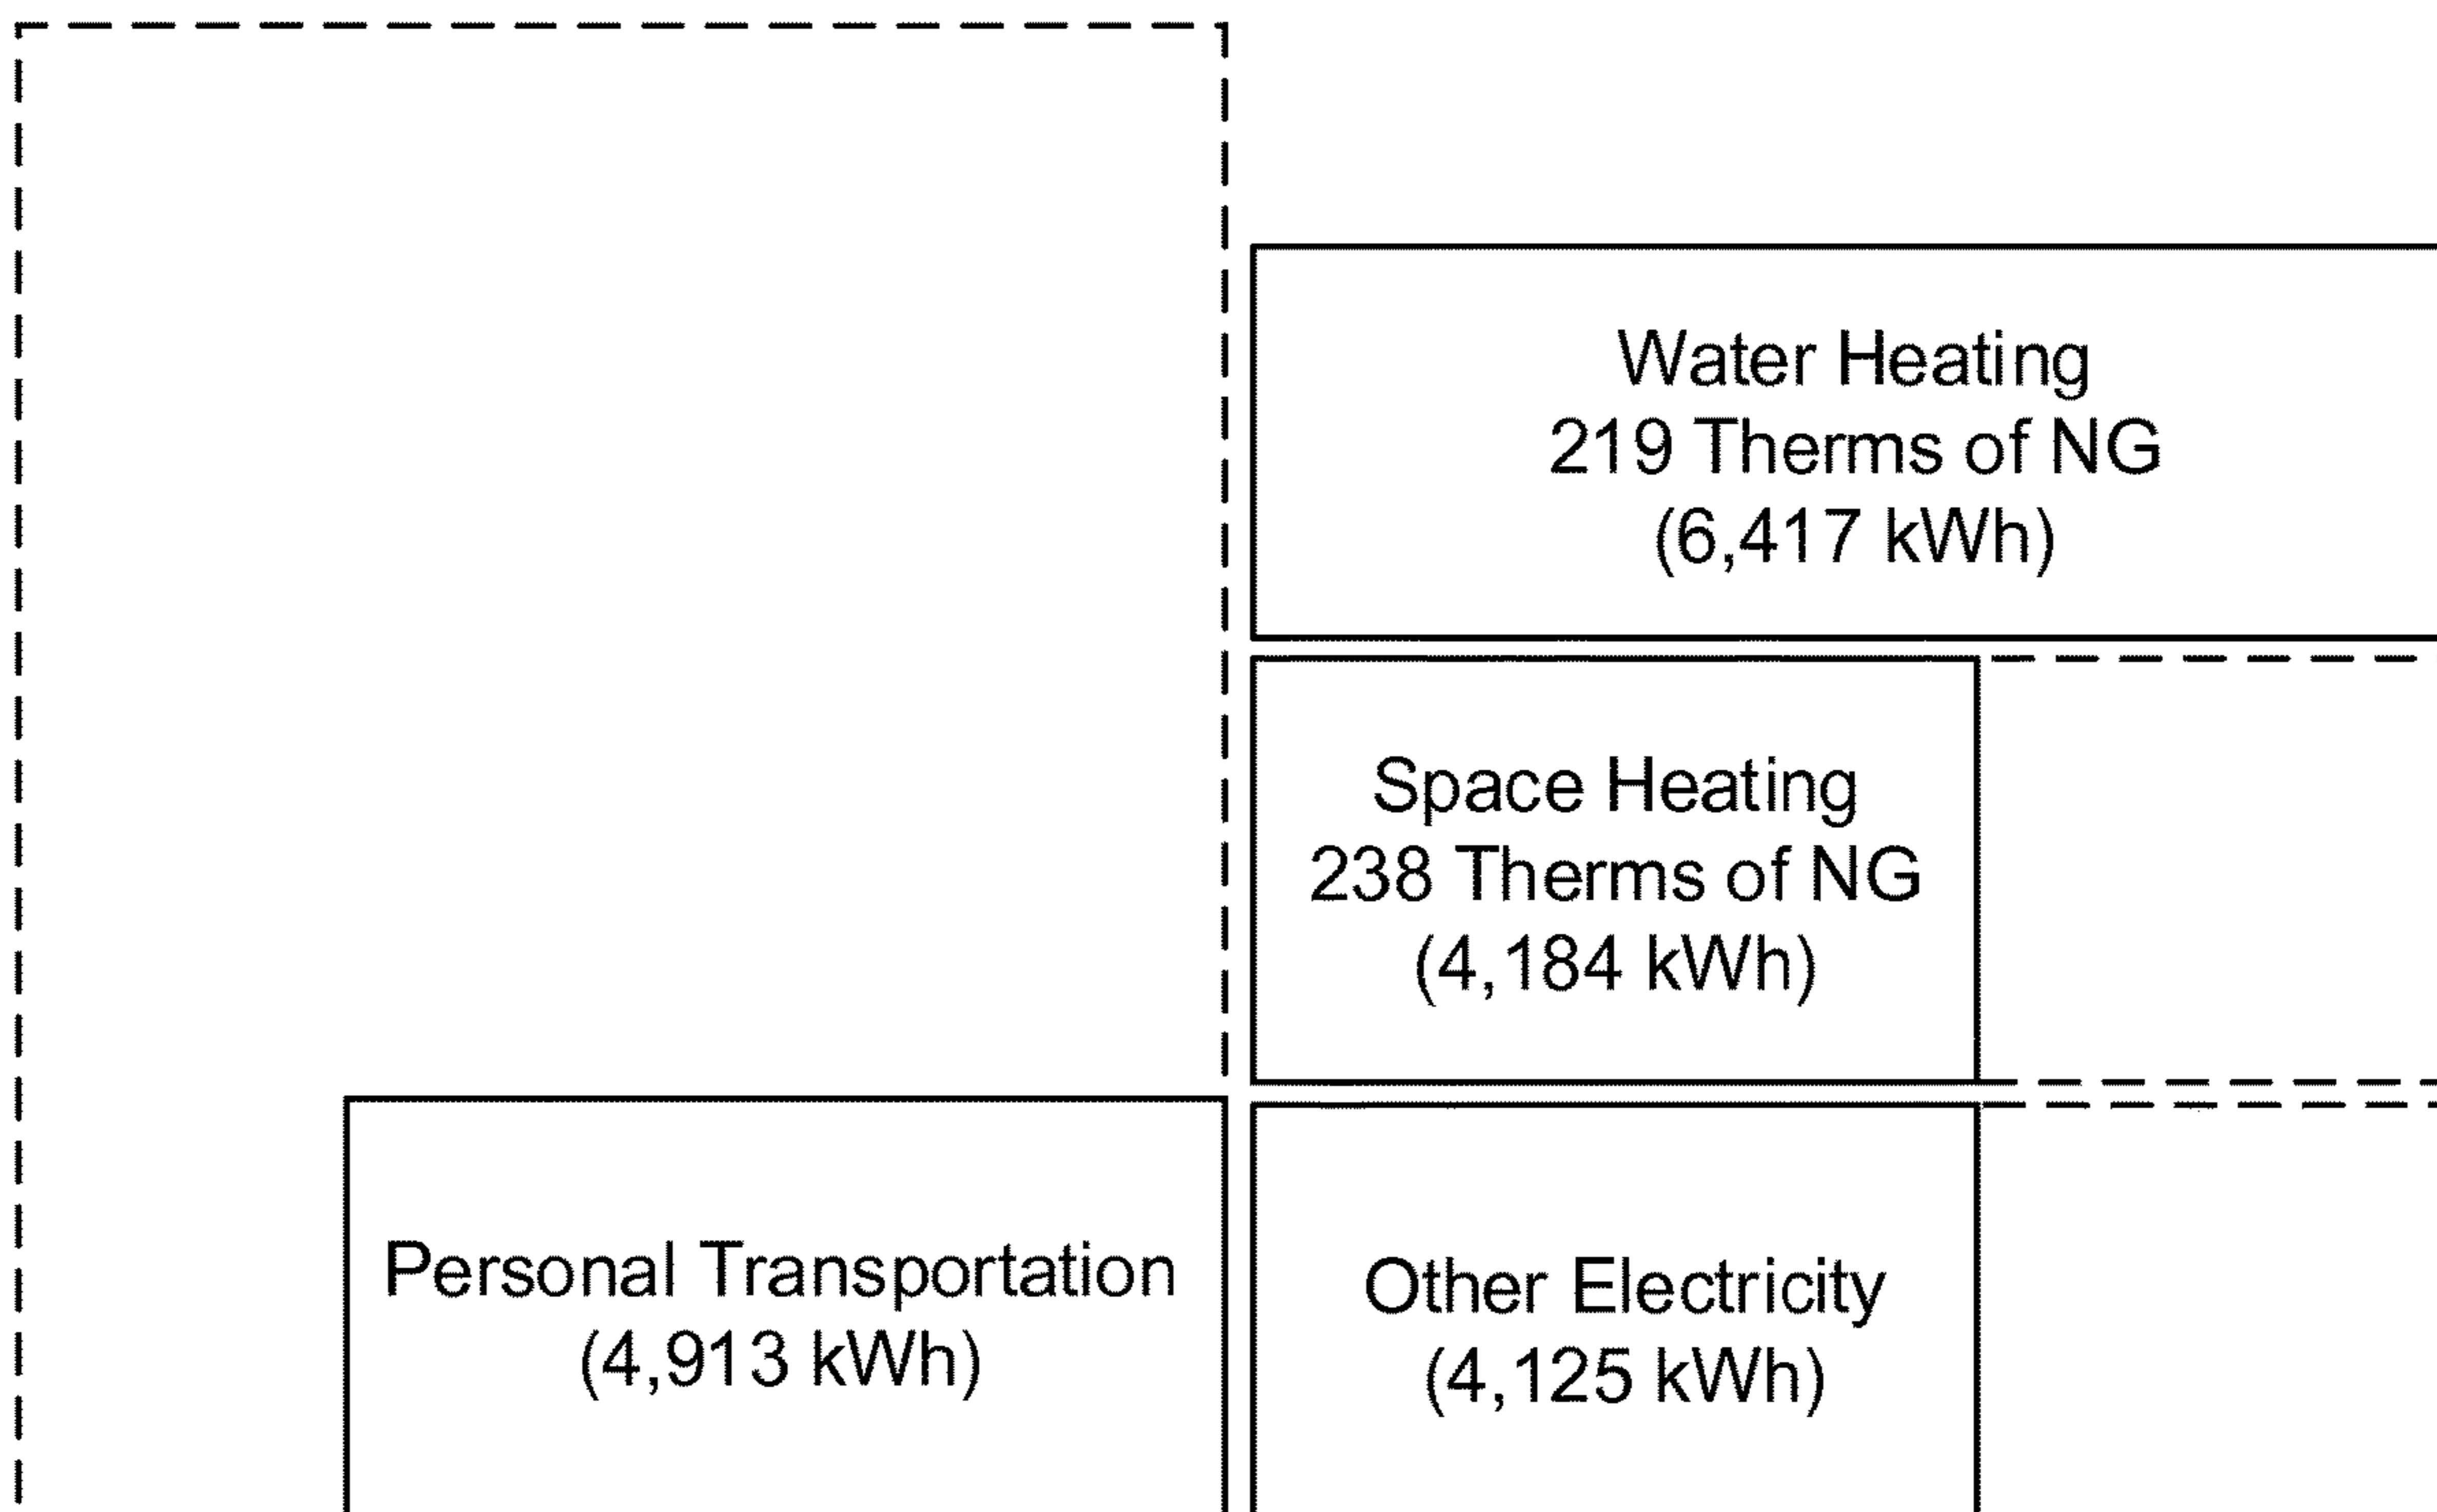 Water Heating
219 Therms of NG
(6,417 kWh)
Space Heating
238 Therms of NG
(4,184 kWh)
Personal Transportation
(4,913 kWh)
Other Electricity
(4,125 kWh)